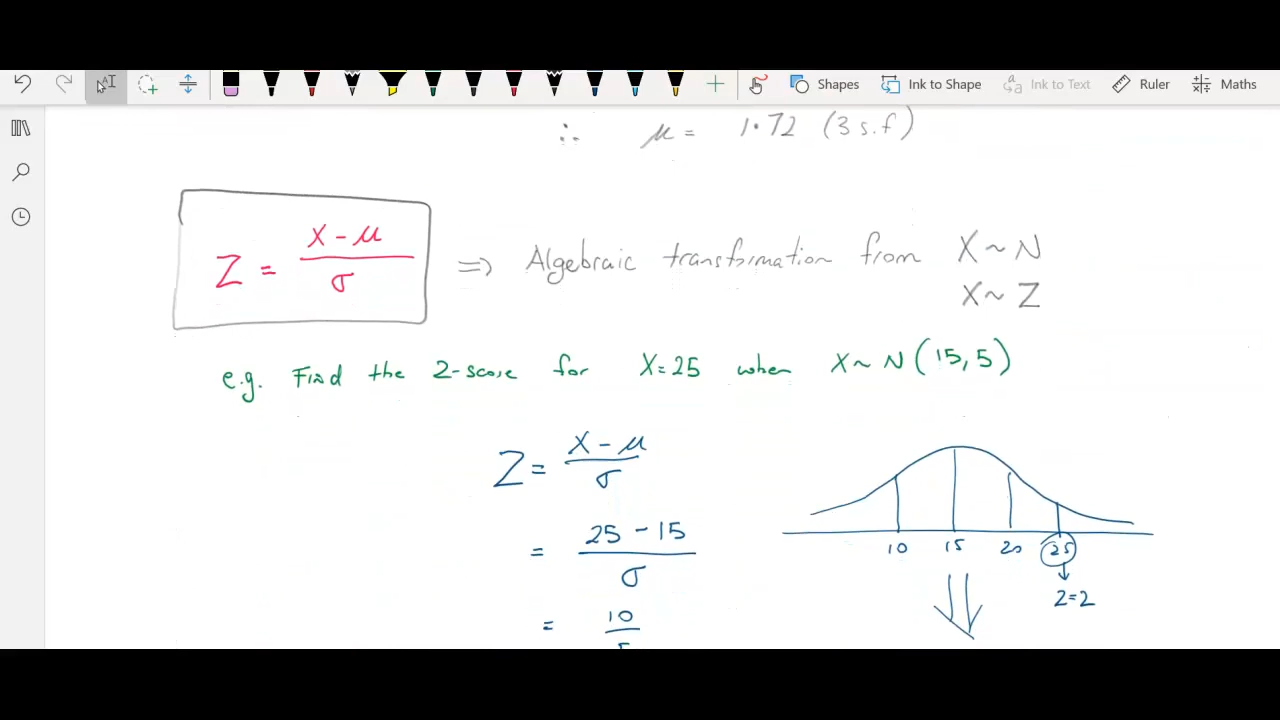 Shapes Ink to Shape Ink to Text Ruler Maths
∴ μ = 1.72 (3 s.f)
Z = X - μ / σ ⇒ Algebraic transformation from X ~ N
X ~ Z
e.g. Find the Z-score for X = 25 when X ~ N (15, 5)
Z = X - μ / σ
= 25 - 15 / σ
10 15 20 25
Z = 2
= 10 / 5